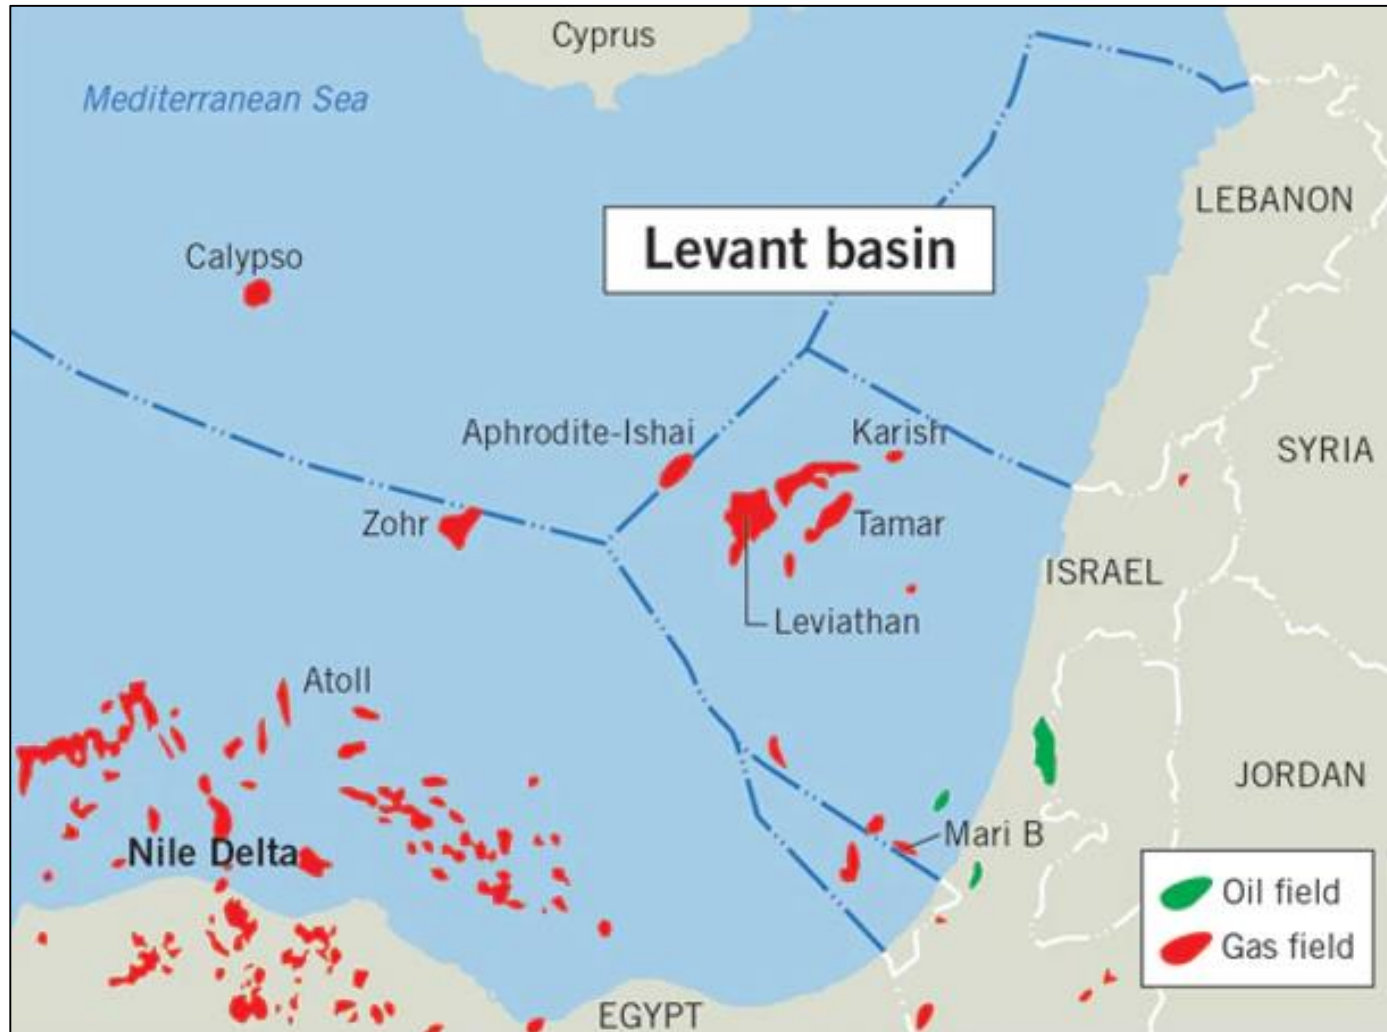 Cyprus
Mediterranean Sea
LEBANON
Levant basin
Calypso
Aphrodite-Ishai
Karish
SYRIA
Zohr
Tamar
ISRAEL
Leviathan
Atoll
JORDAN
Mari B
Nile Delta
Oil field
Gas field
EGYPT